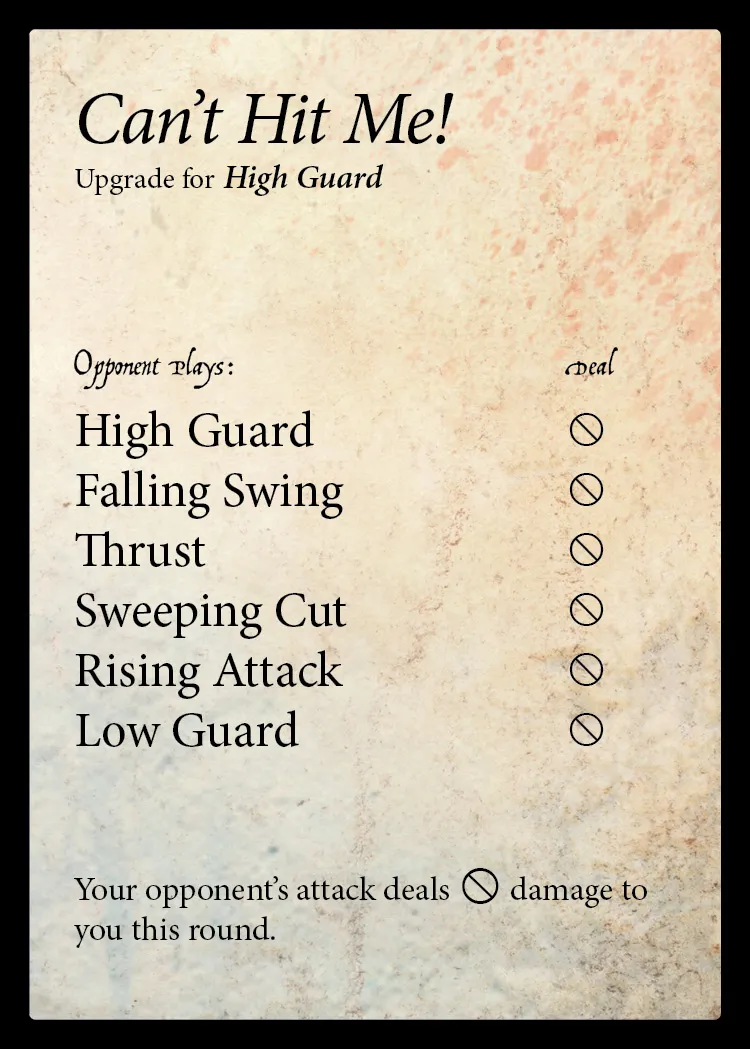 Can't Hit Me!
Upgrade for High Guard
Opponent Plays: Deal
High Guard 🛇
Falling Swing 🛇
Thrust 🛇
Sweeping Cut 🛇
Rising Attack 🛇
Low Guard 🛇
Your opponent's attack deals 🛇 damage to
you this round.